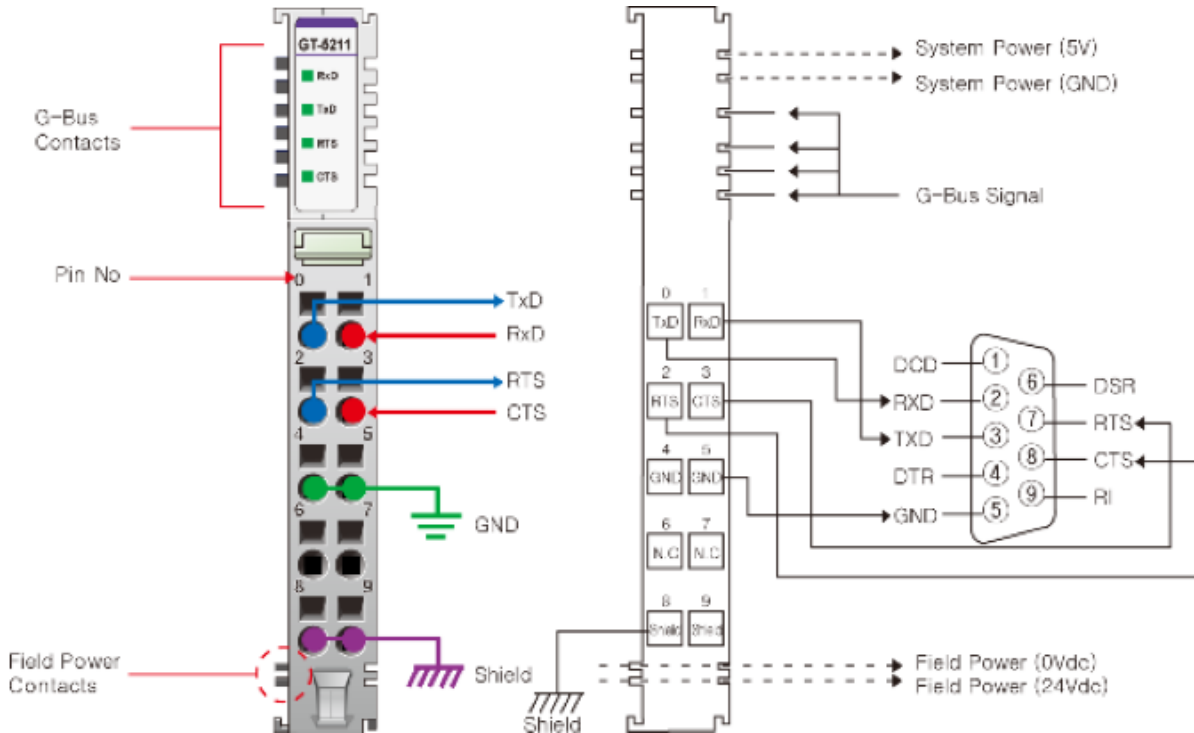 GT-5211
RxD
TxD
RTS
CTS
G-Bus
Contacts
Pin No
0 1
TxD
RxD
2 3
RTS
CTS
4 5
GND
6 7
8 9
Shield
Field Power
Contacts
System Power (5V)
System Power (GND)
G-Bus Signal
0 1
TxD RxD
2 3
RTS CTS
4 5
GND GND
6 7
N.C N.C
8 9
Shield Shield
Shield
DCD 1
6 DSR
RXD 2
7 RTS
TXD 3
8 CTS
DTR 4
9 RI
GND 5
Field Power (0Vdc)
Field Power (24Vdc)